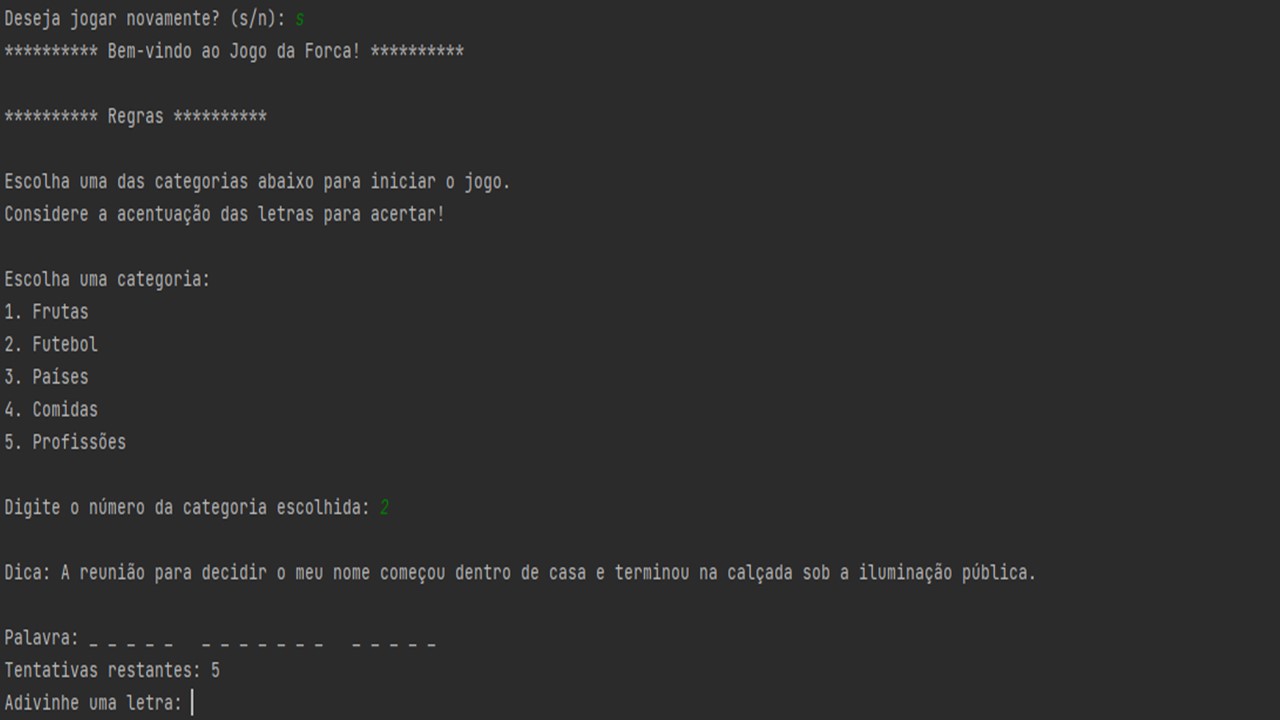 Deseja jogar novamente? (s/n): s
********** Bem-vindo ao Jogo da Forca! **********
********** Regras **********
Escolha uma das categorias abaixo para iniciar o jogo.
Considere a acentuação das letras para acertar!
Escolha uma categoria:
1. Frutas
2. Futebol
3. Países
4. Comidas
5. Profissões
Digite o número da categoria escolhida: 2
Dica: A reunião para decidir o meu nome começou dentro de casa e terminou na calçada sob a iluminação pública.
Palavra: _ _ _ _ _   _ _ _ _ _ _ _   _ _ _ _ _
Tentativas restantes: 5
Adivinhe uma letra: